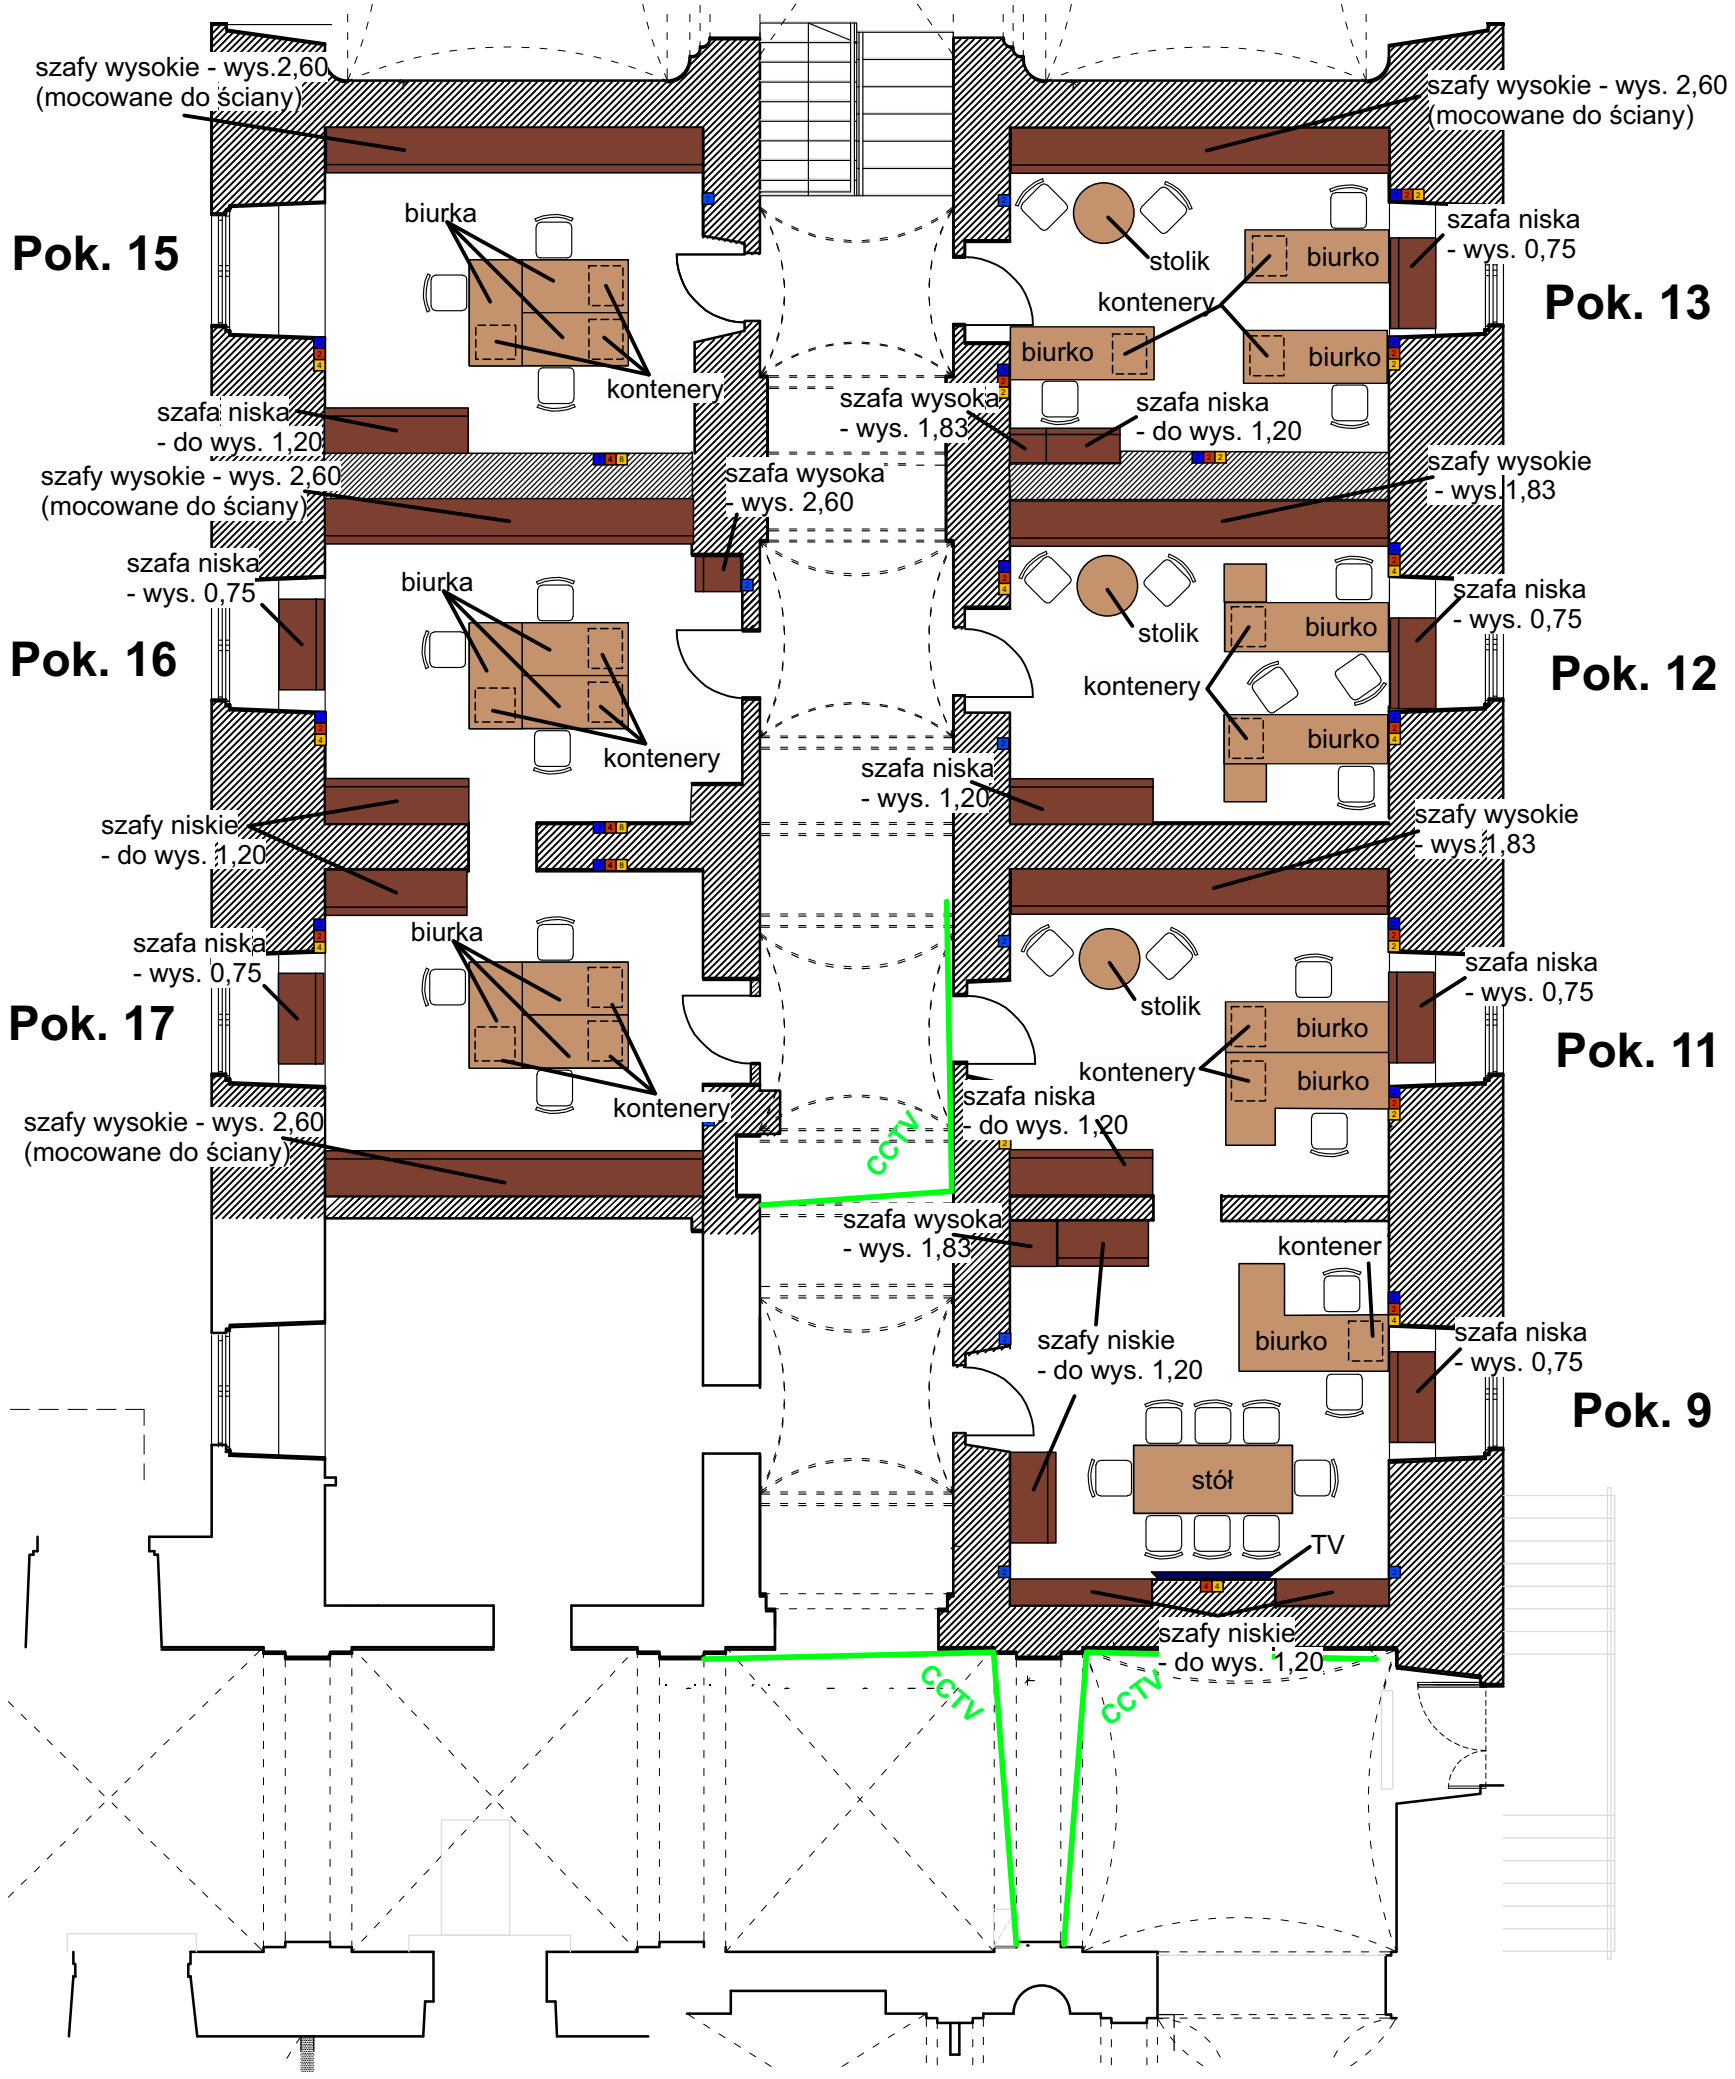 szafy wysokie - wys.2,60
(mocowane do ściany)
szafy wysokie - wys. 2,60
(mocowane do ściany)
Pok. 15
biurka
kontenery
szafa niska
- do wys. 1,20
stolik
biurko
kontenery
biurko
biurko
szafa niska
- wys. 0,75
Pok. 13
szafa wysoka
- wys. 1,83
szafa niska
- do wys. 1,20
szafy wysokie - wys. 2,60
(mocowane do ściany)
szafa wysoka
- wys. 2,60
szafy wysokie
- wys.1,83
szafa niska
- wys. 0,75
Pok. 16
biurka
kontenery
stolik
biurko
kontenery
biurko
szafa niska
- wys. 0,75
Pok. 12
szafa niska
- wys. 1,20
szafy niskie
- do wys. 1,20
szafy wysokie
- wys.1,83
szafa niska
- wys. 0,75
Pok. 17
biurka
kontenery
stolik
biurko
kontenery
biurko
szafa niska
- wys. 0,75
Pok. 11
szafa niska
- do wys. 1,20
szafy wysokie - wys. 2,60
(mocowane do ściany)
CCTV
szafa wysoka
- wys. 1,83
kontener
biurko
szafy niskie
- do wys. 1,20
szafa niska
- wys. 0,75
Pok. 9
stół
TV
szafy niskie
- do wys. 1,20
CCTV
CCTV